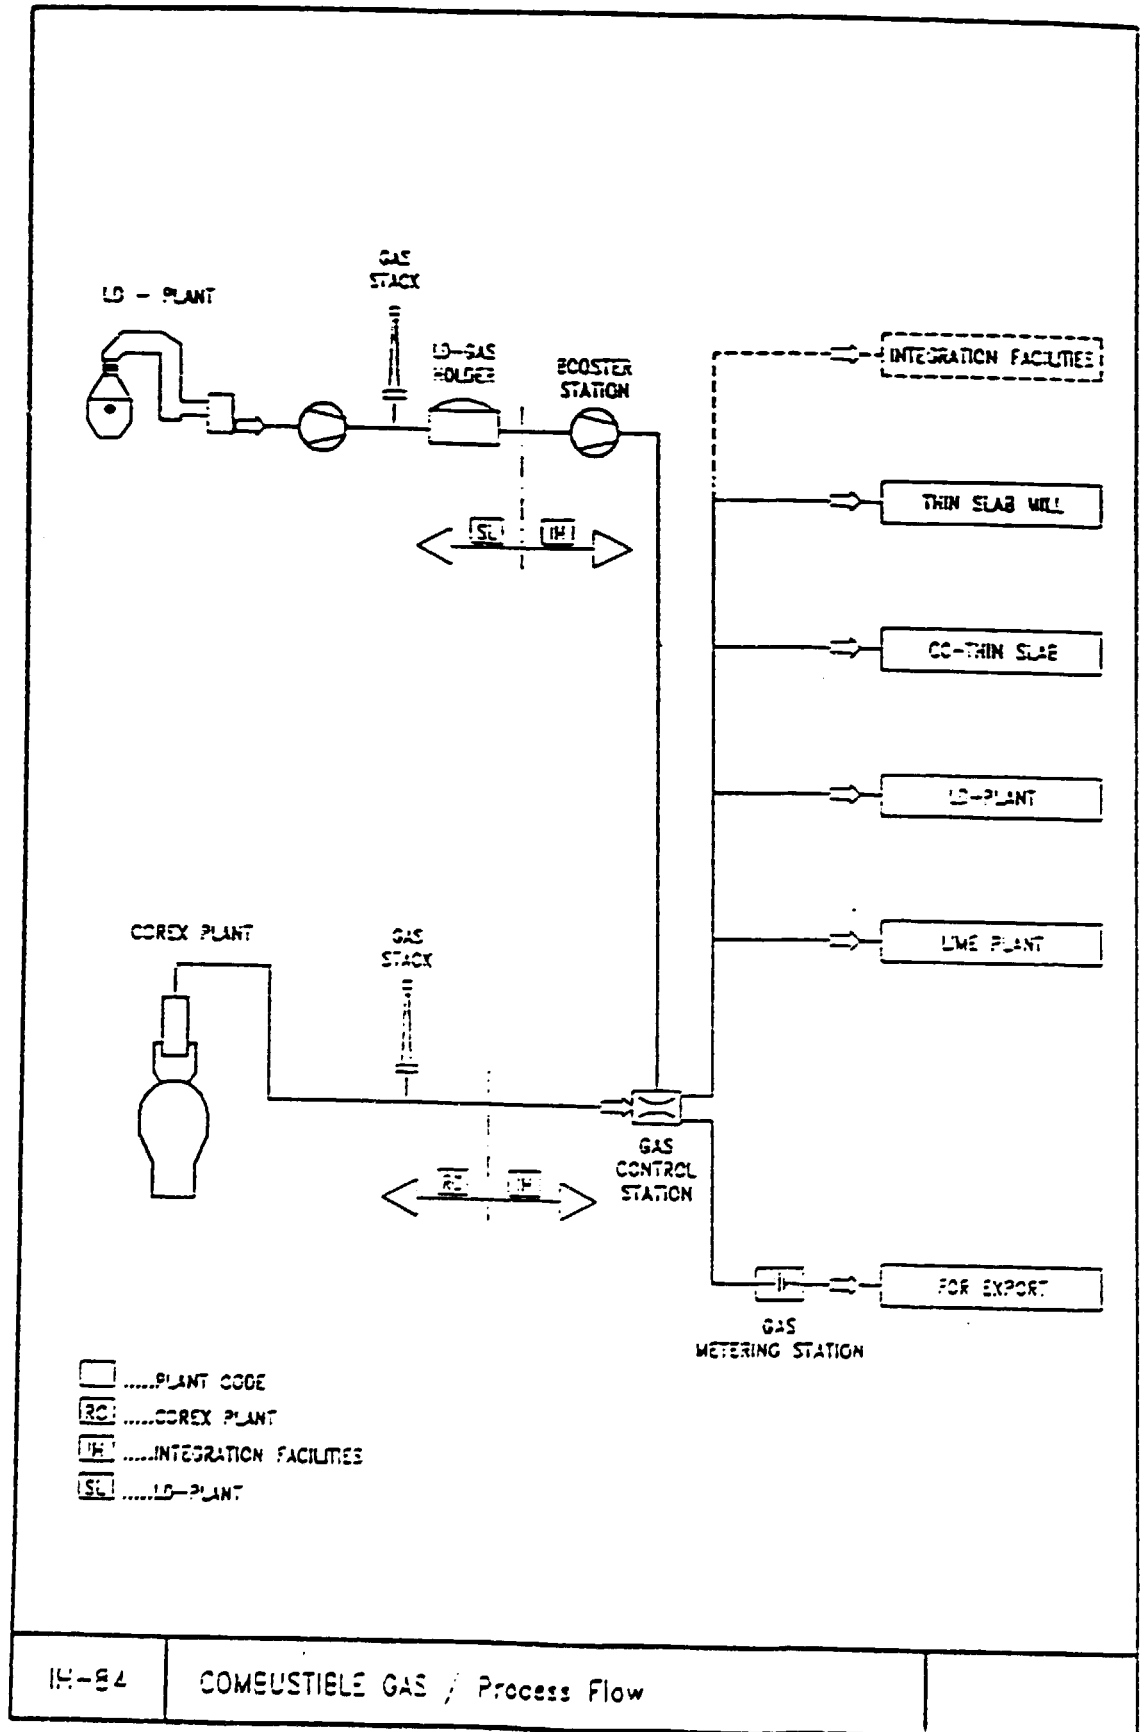 GAS
STACK
LD - PLANT
LD-GAS
HOLDER
BOOSTER
STATION
INTEGRATION FACILITIES
THIN SLAB MILL
SL
IH
CC-THIN SLAB
LD-PLANT
LIME PLANT
COREX PLANT
GAS
STACK
GAS
CONTROL
STATION
RC
IH
FOR EXPORT
GAS
METERING STATION
.....PLANT CODE
RC .....COREX PLANT
IH .....INTEGRATION FACILITIES
SL .....LD-PLANT
IH-84
COMBUSTIBLE GAS / Process Flow